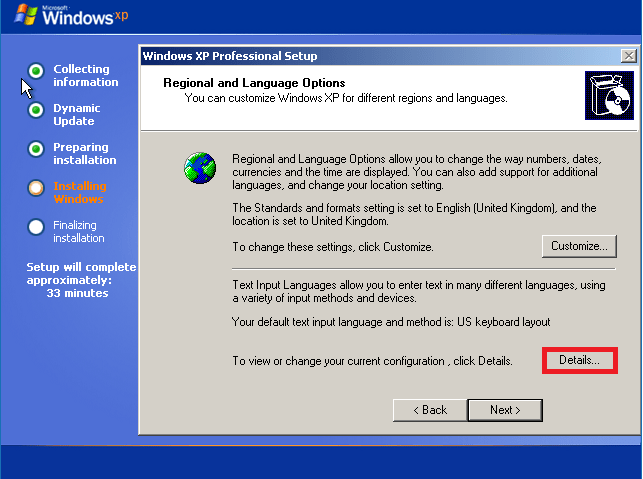 Microsoft
Windows xp
Collecting
information
Dynamic
Update
Preparing
installation
Installing
Windows
Finalizing
installation
Setup will complete
approximately:
33 minutes
Windows XP Professional Setup
Regional and Language Options
You can customize Windows XP for different regions and languages.
Regional and Language Options allow you to change the way numbers, dates,
currencies and the time are displayed. You can also add support for additional
languages, and change your location setting.
The Standards and formats setting is set to English (United Kingdom), and the
location is set to United Kingdom.
To change these settings, click Customize.
Customize...
Text Input Languages allow you to enter text in many different languages, using
a variety of input methods and devices.
Your default text input language and method is: US keyboard layout
To view or change your current configuration , click Details.
Details...
< Back
Next >